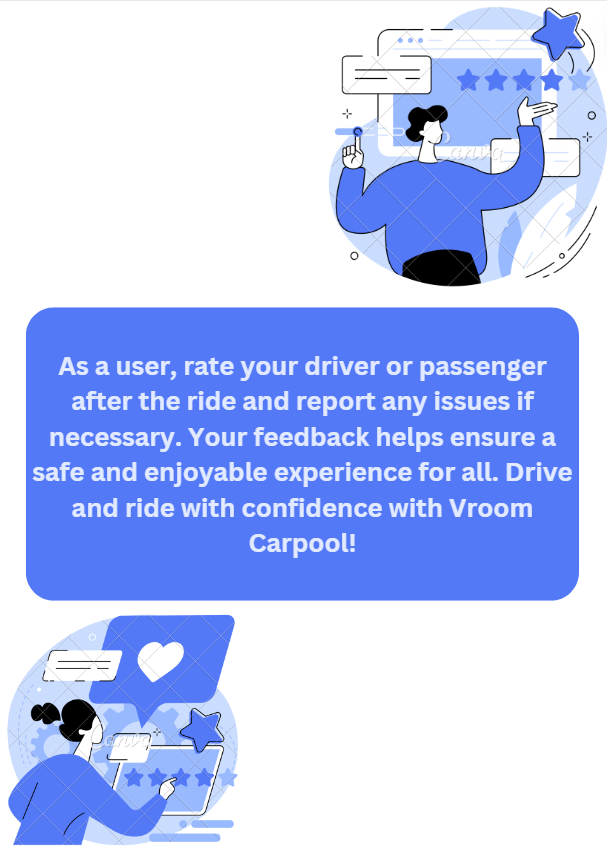 As a user, rate your driver or passenger
after the ride and report any issues if
necessary. Your feedback helps ensure a
safe and enjoyable experience for all. Drive
and ride with confidence with Vroom
Carpool!